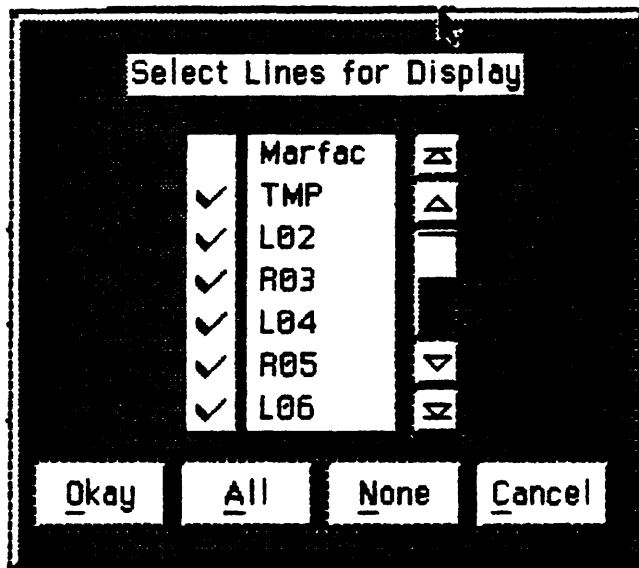 Select Lines for Display
Marfac
TMP
L02
R03
L04
R05
L06
Okay All None Cancel